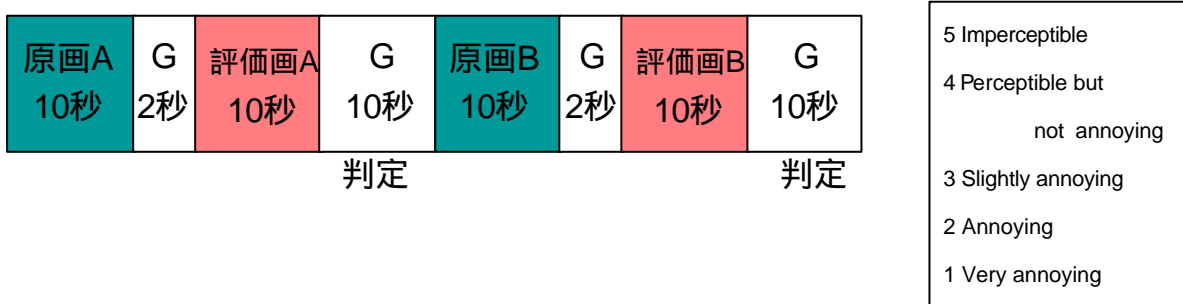 原画A G 評価画A G 原画B G 評価画B G
10秒 2秒 10秒 10秒 10秒 2秒 10秒 10秒
判定 判定
5 Imperceptible
4 Perceptible but
not annoying
3 Slightly annoying
2 Annoying
1 Very annoying